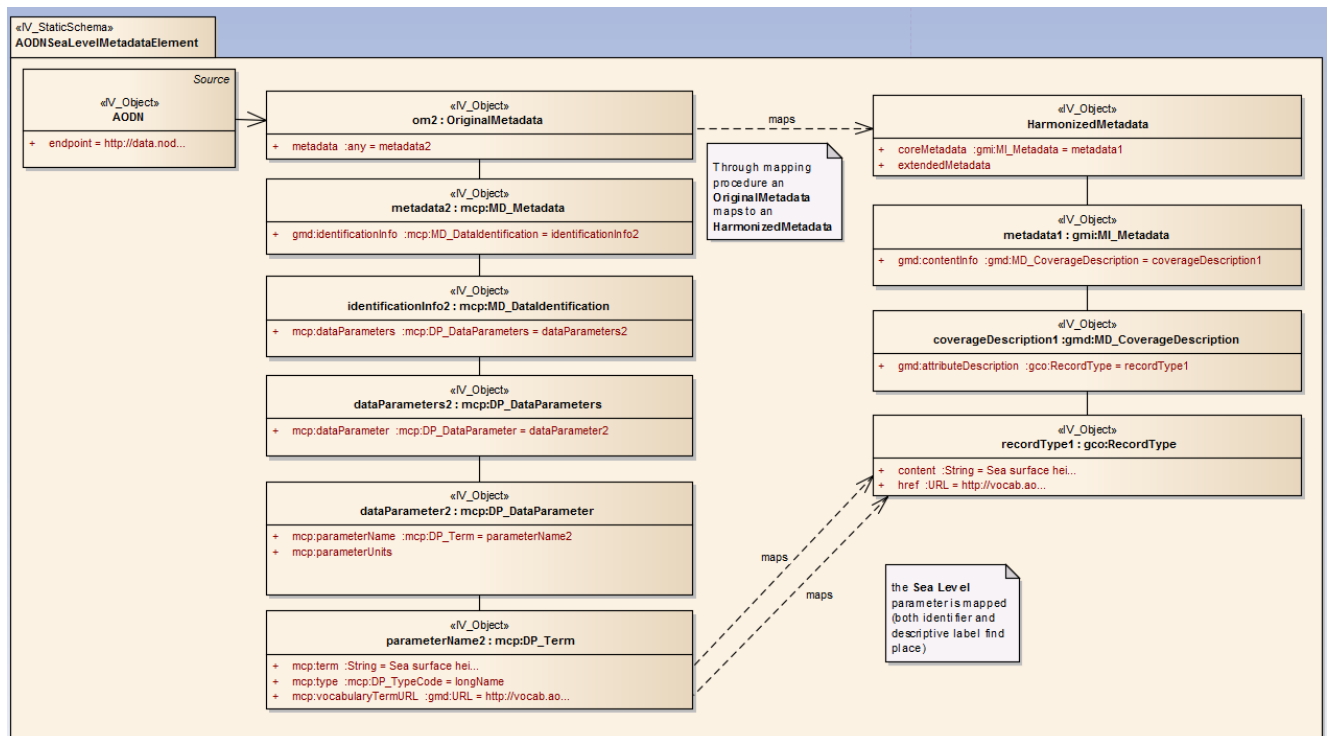 «IV_StaticSchema»
AODNSeaLevelMetadataElement
Source
«IV_Object»
AODN
+ endpoint = http://data.nod...
«IV_Object»
om2 : OriginalMetadata
+ metadata :any = metadata2
«IV_Object»
metadata2 : mcp:MD_Metadata
+ gmd:identificationInfo :mcp:MD_DataIdentification = identificationInfo2
«IV_Object»
identificationInfo2 : mcp:MD_DataIdentification
+ mcp:dataParameters :mcp:DP_DataParameters = dataParameters2
«IV_Object»
dataParameters2 : mcp:DP_DataParameters
+ mcp:dataParameter :mcp:DP_DataParameter = dataParameter2
«IV_Object»
dataParameter2 : mcp:DP_DataParameter
+ mcp:parameterName :mcp:DP_Term = parameterName2
+ mcp:parameterUnits
«IV_Object»
parameterName2 : mcp:DP_Term
+ mcp:term :String = Sea surface hei...
+ mcp:type :mcp:DP_TypeCode = longName
+ mcp:vocabularyTermURL :gmd:URL = http://vocab.ao...
maps
Through mapping
procedure an
OriginalMetadata
maps to an
HarmonizedMetadata
«IV_Object»
HarmonizedMetadata
+ coreMetadata :gmi:MI_Metadata = metadata1
+ extendedMetadata
«IV_Object»
metadata1 : gmi:MI_Metadata
+ gmd:contentInfo :gmd:MD_CoverageDescription = coverageDescription1
«IV_Object»
coverageDescription1 :gmd:MD_CoverageDescription
+ gmd:attributeDescription :gco:RecordType = recordType1
«IV_Object»
recordType1 : gco:RecordType
+ content :String = Sea surface hei...
+ href :URL = http://vocab.ao...
maps
maps
the Sea Level
parameter is mapped
(both identifier and
descriptive label find
place)